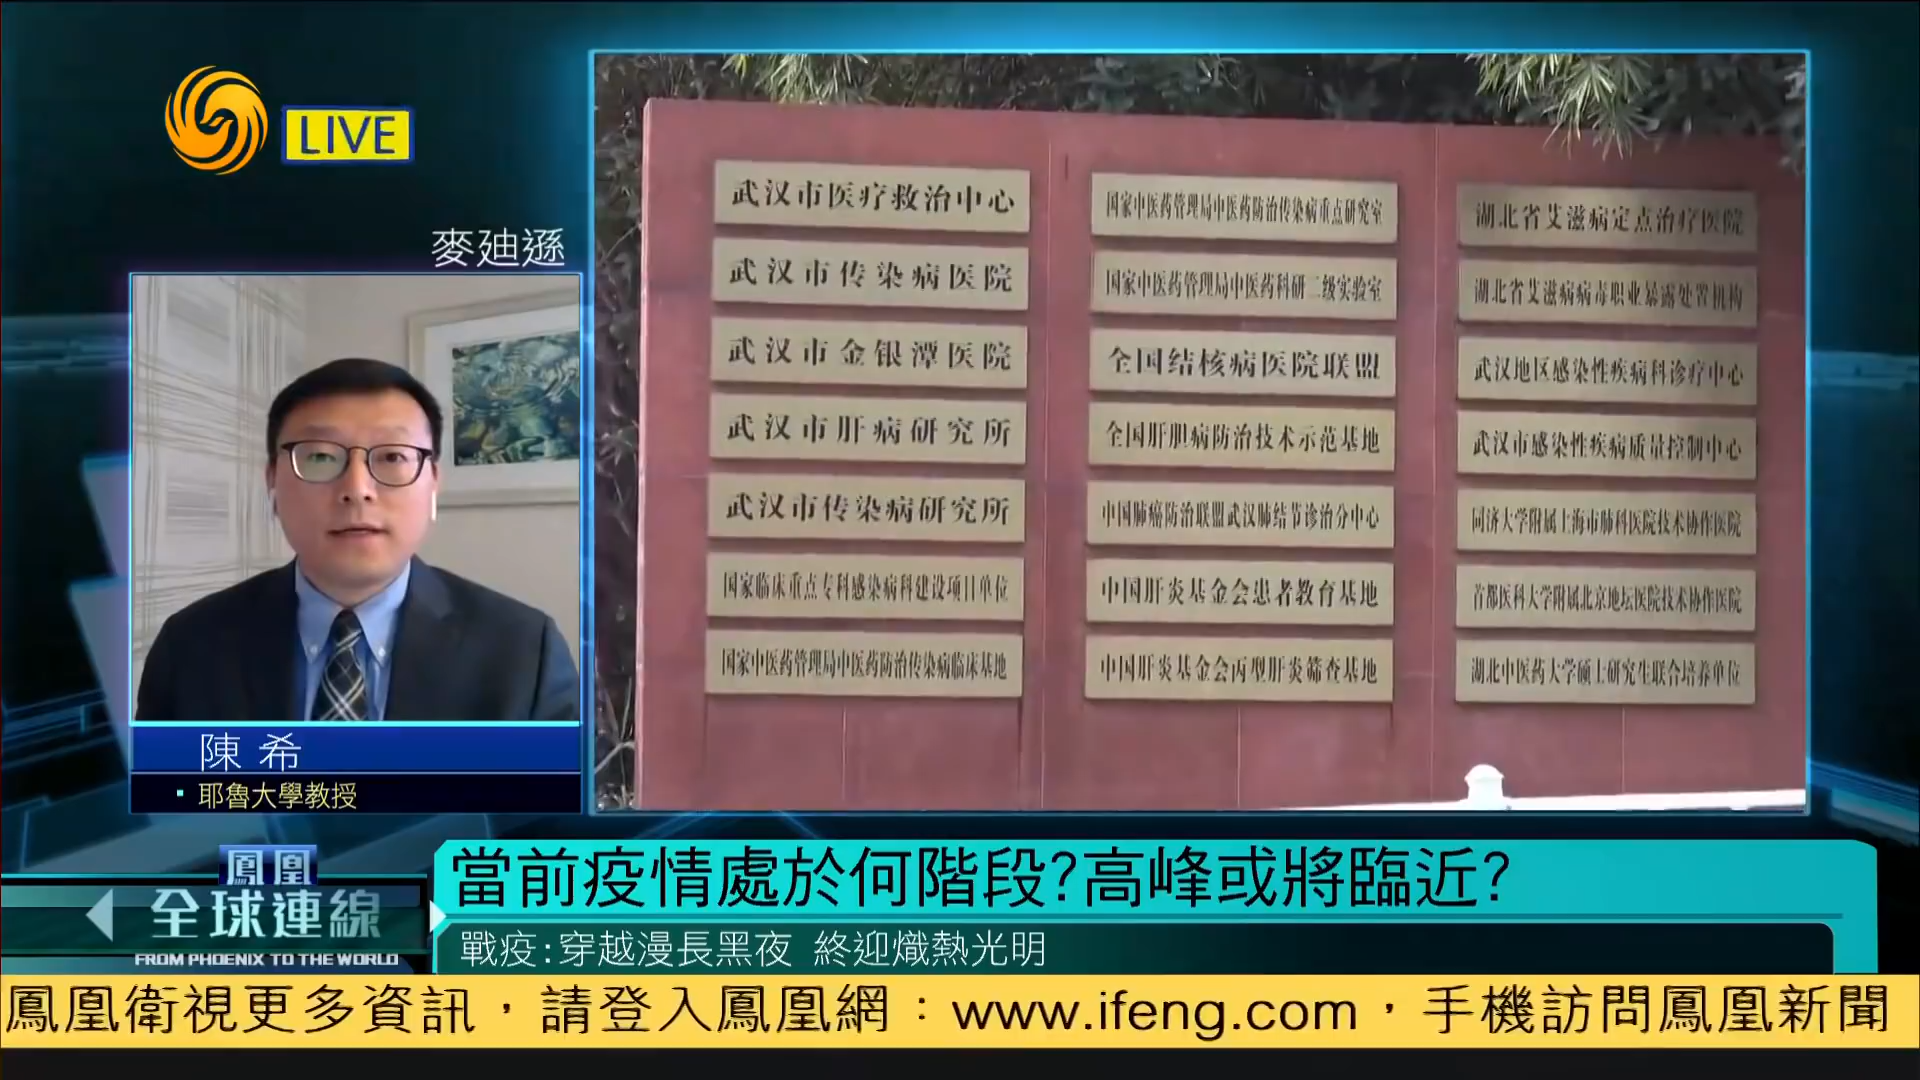 LIVE
麥廸遜
陳希
耶魯大學教授
武汉市医疗救治中心
武汉市传染病医院
武汉市金银潭医院
武汉市肝病研究所
武汉市传染病研究所
国家临床重点专科感染病科建设项目单位
国家中医药管理局中医药防治传染病临床基地
国家中医药管理局中医药防治传染病重点研究室
国家中医药管理局中医药科研二级实验室
全国结核病医院联盟
全国肝胆病防治技术示范基地
中国肺癌防治联盟武汉肺结节诊治分中心
中国肝炎基金会患者教育基地
中国肝炎基金会丙型肝炎筛查基地
湖北省艾滋病定点治疗医院
湖北省艾滋病病毒职业暴露处置机构
武汉地区感染性疾病科诊疗中心
武汉市感染性疾病质量控制中心
同济大学附属上海市肺科医院技术协作医院
首都医科大学附属北京地坛医院技术协作医院
湖北中医药大学硕士研究生联合培养单位
鳳凰
全球連線
FROM PHOENIX TO THE WORLD
當前疫情處於何階段?高峰或將臨近?
戰疫:穿越漫長黑夜 終迎熾熱光明
鳳凰衛視更多資訊，請登入鳳凰網：www.ifeng.com，手機訪問鳳凰新聞